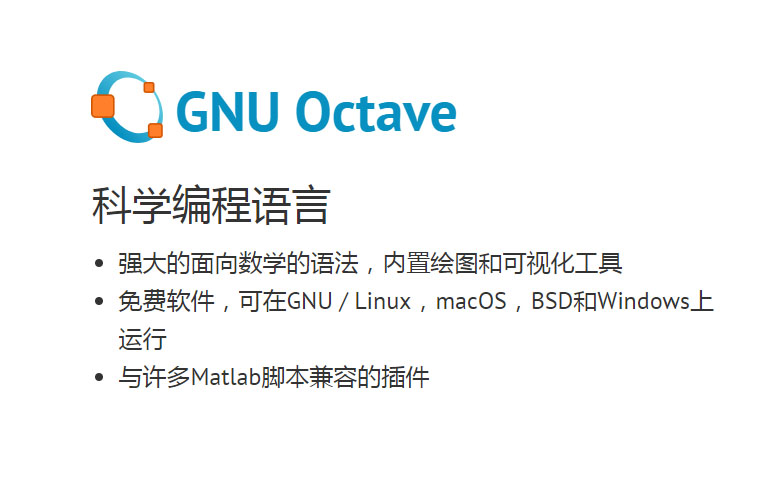 GNU Octave
科学编程语言
强大的面向数学的语法，内置绘图和可视化工具
免费软件，可在GNU / Linux，macOS，BSD和Windows上
运行
与许多Matlab脚本兼容的插件